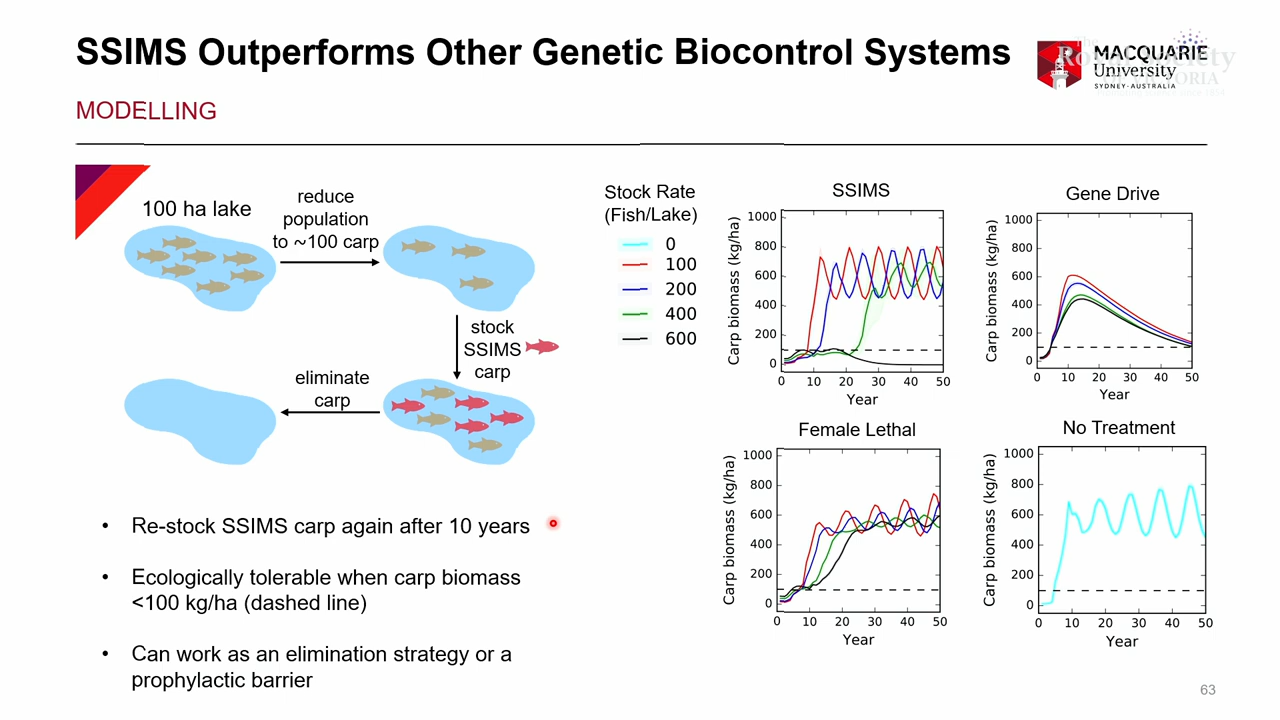 SSIMS Outperforms Other Genetic Biocontrol Systems
MACQUARIE
University
SYDNEY·AUSTRALIA
The
Royal Society
OF VICTORIA
MODELLING
100 ha lake
reduce
population
to ~100 carp
stock
SSIMS
carp
eliminate
carp
Stock Rate
(Fish/Lake)
0
100
200
400
600
SSIMS
Carp biomass (kg/ha)
1000
800
600
400
200
0
0 10 20 30 40 50
Year
Gene Drive
Carp biomass (kg/ha)
1000
800
600
400
200
0
0 10 20 30 40 50
Year
Female Lethal
Carp biomass (kg/ha)
1000
800
600
400
200
0
0 10 20 30 40 50
Year
No Treatment
Carp biomass (kg/ha)
1000
800
600
400
200
0
0 10 20 30 40 50
Year
• Re-stock SSIMS carp again after 10 years
• Ecologically tolerable when carp biomass
<100 kg/ha (dashed line)
• Can work as an elimination strategy or a
prophylactic barrier
63